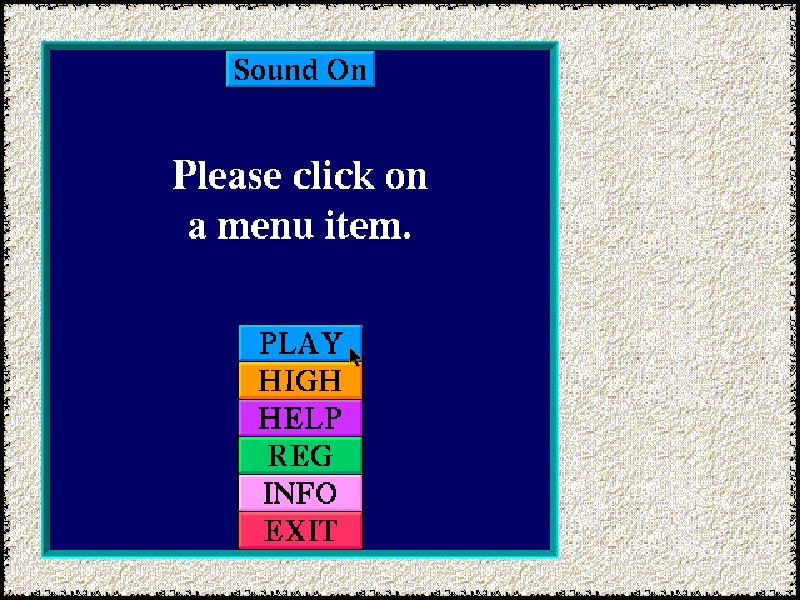 Sound On
Please click on
a menu item.
PLAY
HIGH
HELP
REG
INFO
EXIT